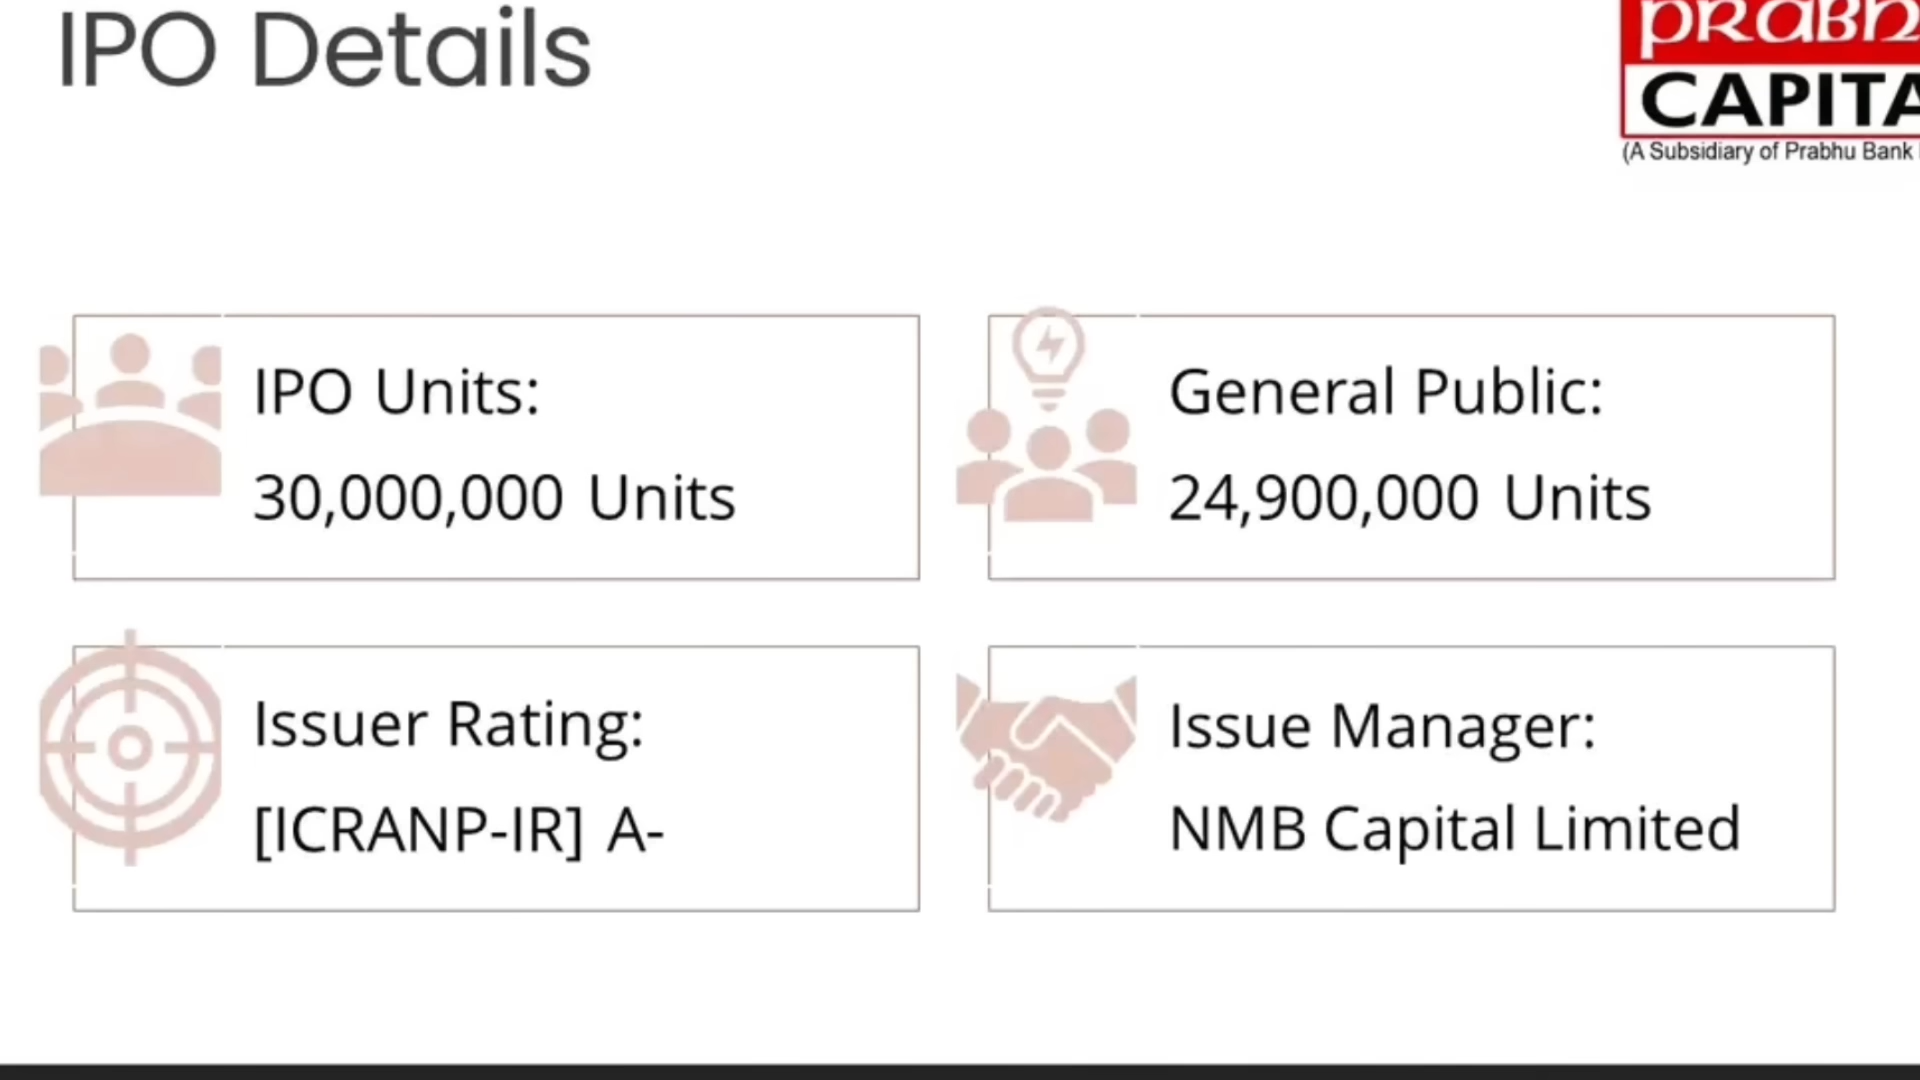 IPO Details
PRABH
CAPITA
(A Subsidiary of Prabhu Bank
IPO Units:
30,000,000 Units
General Public:
24,900,000 Units
Issuer Rating:
[ICRANP-IR] A-
Issue Manager:
NMB Capital Limited